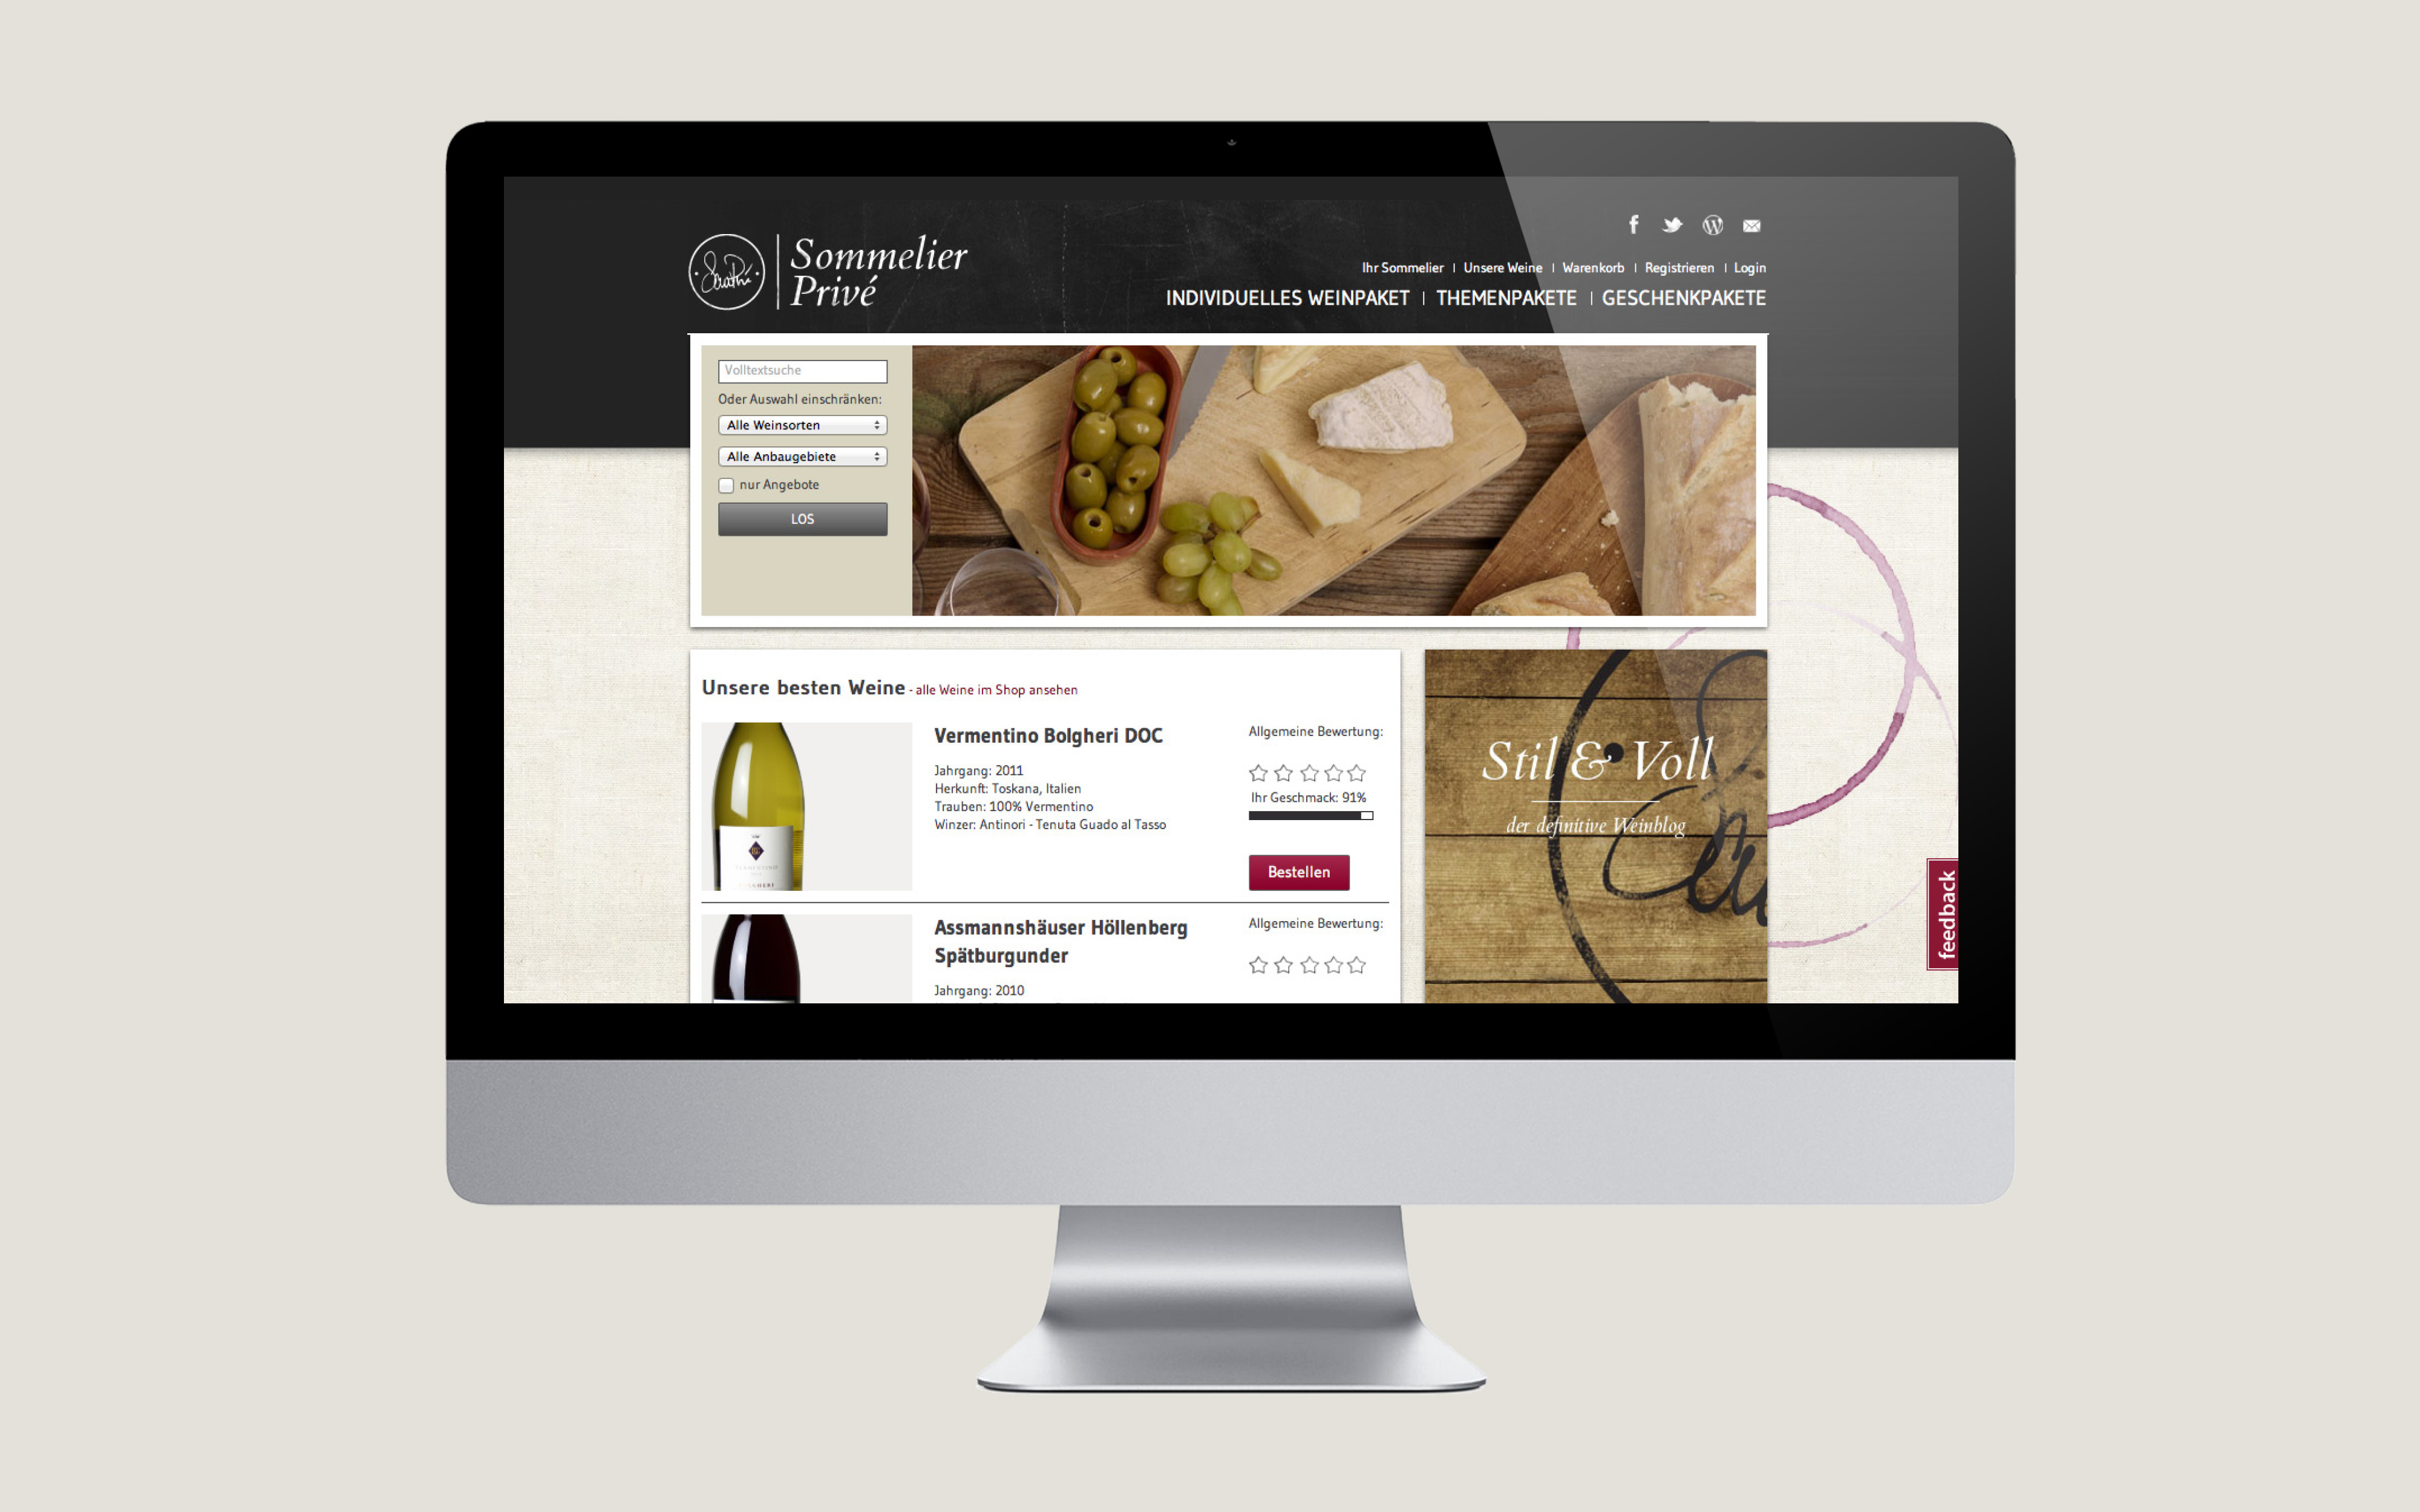 Sommelier
Privé
Ihr Sommelier | Unsere Weine | Warenkorb | Registrieren | Login
INDIVIDUELLES WEINPAKET | THEMENPAKETE | GESCHENKPAKETE
Volltextsuche
Oder Auswahl einschränken:
Alle Weinsorten
Alle Anbaugebiete
nur Angebote
LOS
Unsere besten Weine - alle Weine im Shop ansehen
Vermentino Bolgheri DOC
Jahrgang: 2011
Herkunft: Toskana, Italien
Trauben: 100% Vermentino
Winzer: Antinori - Tenuta Guado al Tasso
Allgemeine Bewertung:
Ihr Geschmack: 91%
Bestellen
Assmannshäuser Höllenberg
Spätburgunder
Jahrgang: 2010
Allgemeine Bewertung:
Stil & Voll
der definitive Weinblog
feedback